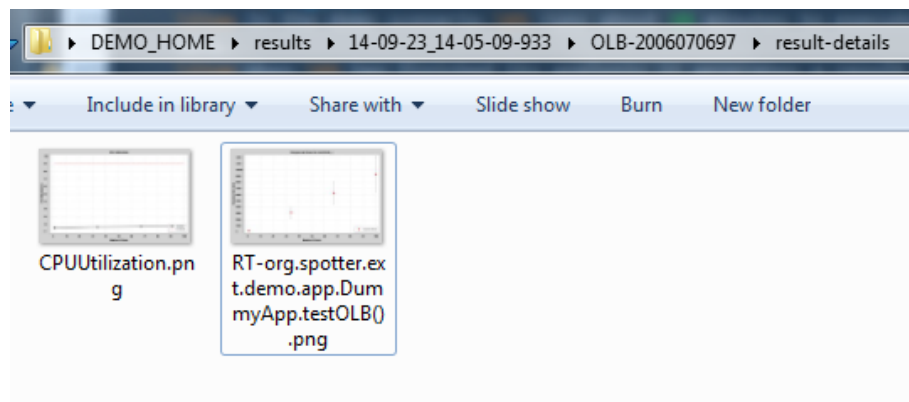 DEMO_HOME ▸ results ▸ 14-09-23_14-05-09-933 ▸ OLB-2006070697 ▸ result-details
Include in library ▾ Share with ▾ Slide show Burn New folder
CPUUtilization.pn
g
RT-org.spotter.ex
t.demo.app.Dum
myApp.testOLB()
.png